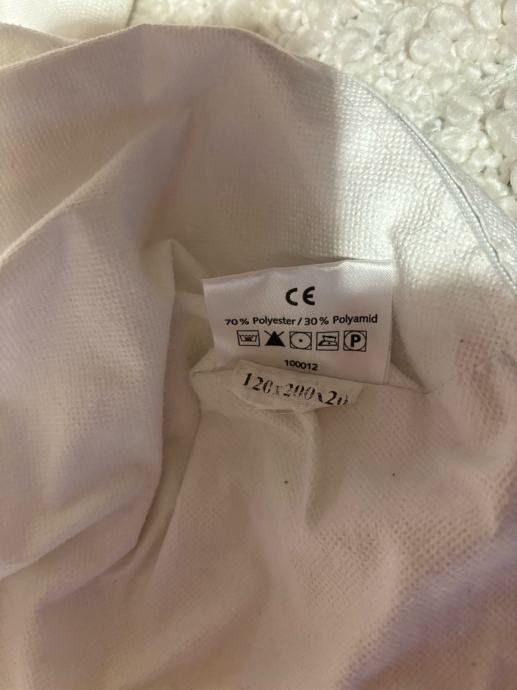 CE
70% Polyester / 30% Polyamid
P
100012
120x200x20